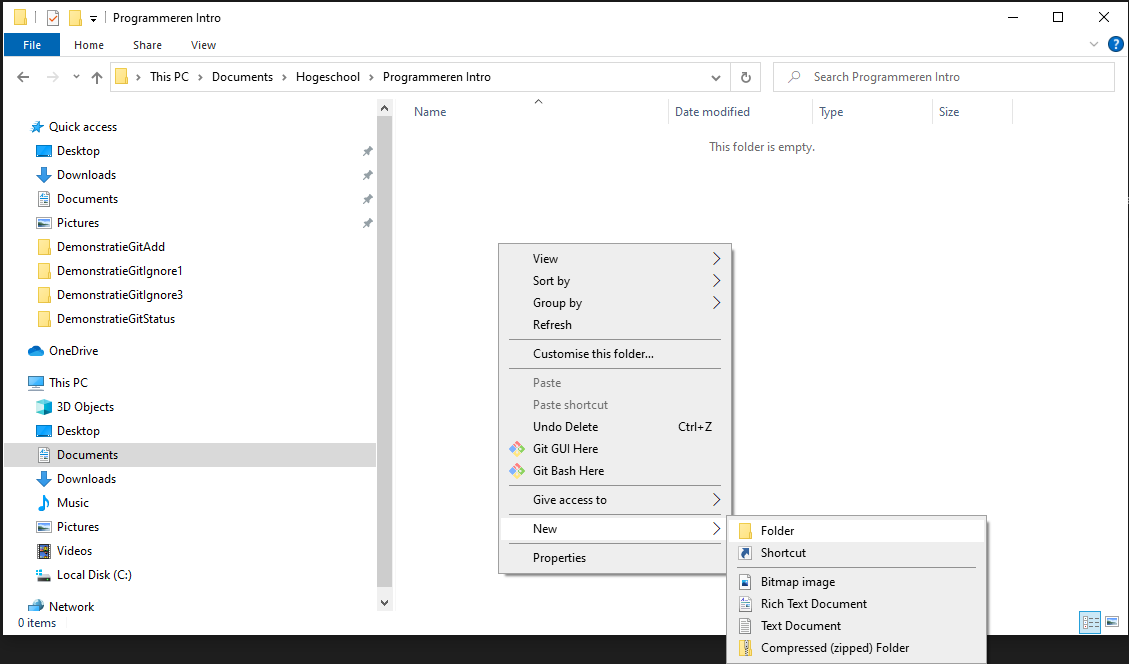 Programmeren Intro
File Home Share View
?
This PC Documents Hogeschool Programmeren Intro
Search Programmeren Intro
Name Date modified Type Size
This folder is empty.
Quick access
Desktop
Downloads
Documents
Pictures
DemonstratieGitAdd
DemonstratieGitIgnore1
DemonstratieGitIgnore3
DemonstratieGitStatus
OneDrive
This PC
3D Objects
Desktop
Documents
Downloads
Music
Pictures
Videos
Local Disk (C:)
Network
0 items
View
Sort by
Group by
Refresh
Customise this folder...
Paste
Paste shortcut
Undo Delete Ctrl+Z
Git GUI Here
Git Bash Here
Give access to
New
Properties
Folder
Shortcut
Bitmap image
Rich Text Document
Text Document
Compressed (zipped) Folder